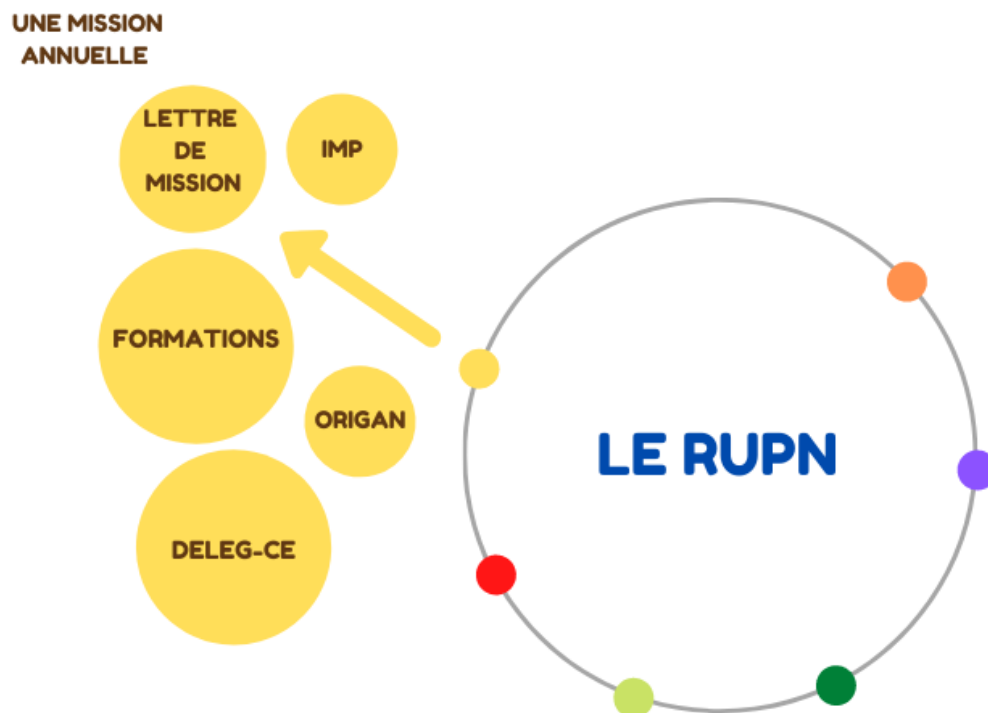 UNE MISSION
ANNUELLE
LETTRE
DE
MISSION
IMP
FORMATIONS
ORIGAN
DELEG-CE
LE RUPN